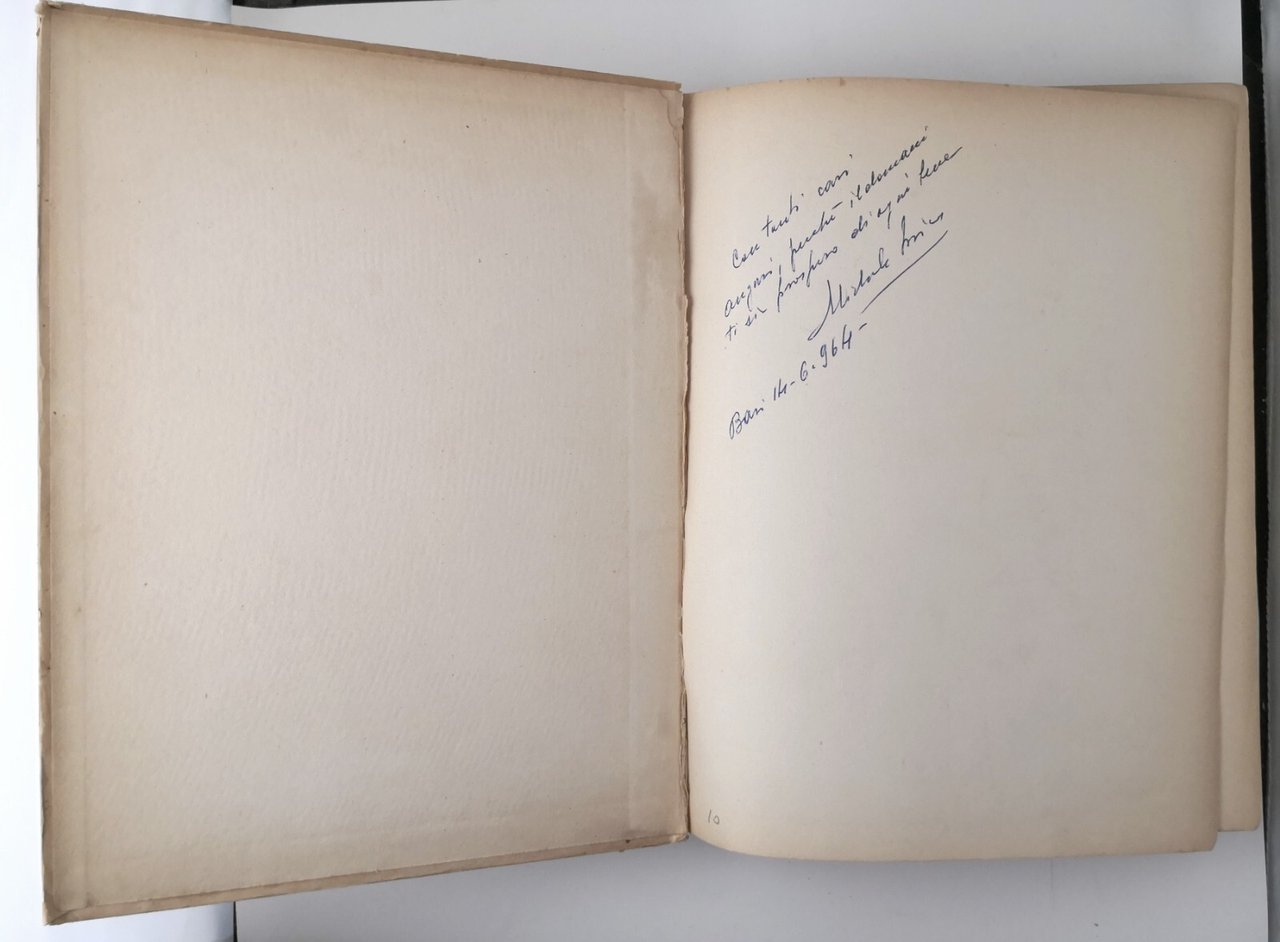 Con tanti cari
auguri, perché il domani
ti sia prospero di ogni bene
Michele
Bari 14-6-964-
10